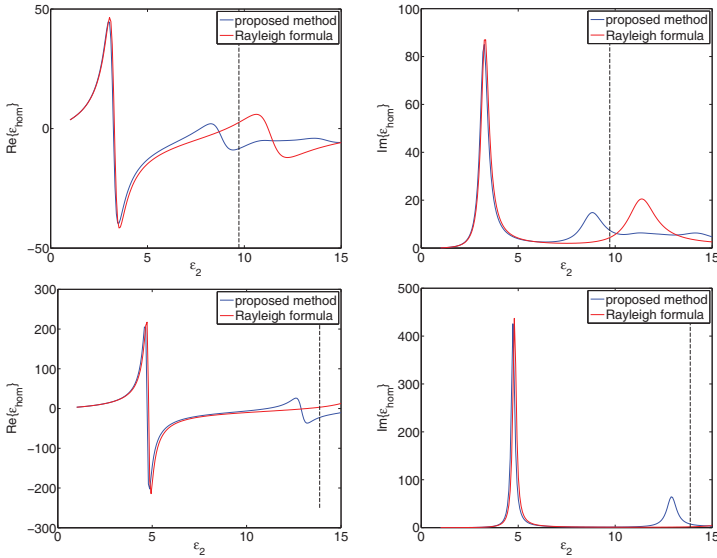 50
0
−50
0
5
10
15
Re{ε_hom}
ε_2
proposed method
Rayleigh formula
100
80
60
40
20
0
0
5
10
15
Im{ε_hom}
ε_2
proposed method
Rayleigh formula
300
200
100
0
−100
−200
−300
0
5
10
15
Re{ε_hom}
ε_2
proposed method
Rayleigh formula
500
400
300
200
100
0
0
5
10
15
Im{ε_hom}
ε_2
proposed method
Rayleigh formula